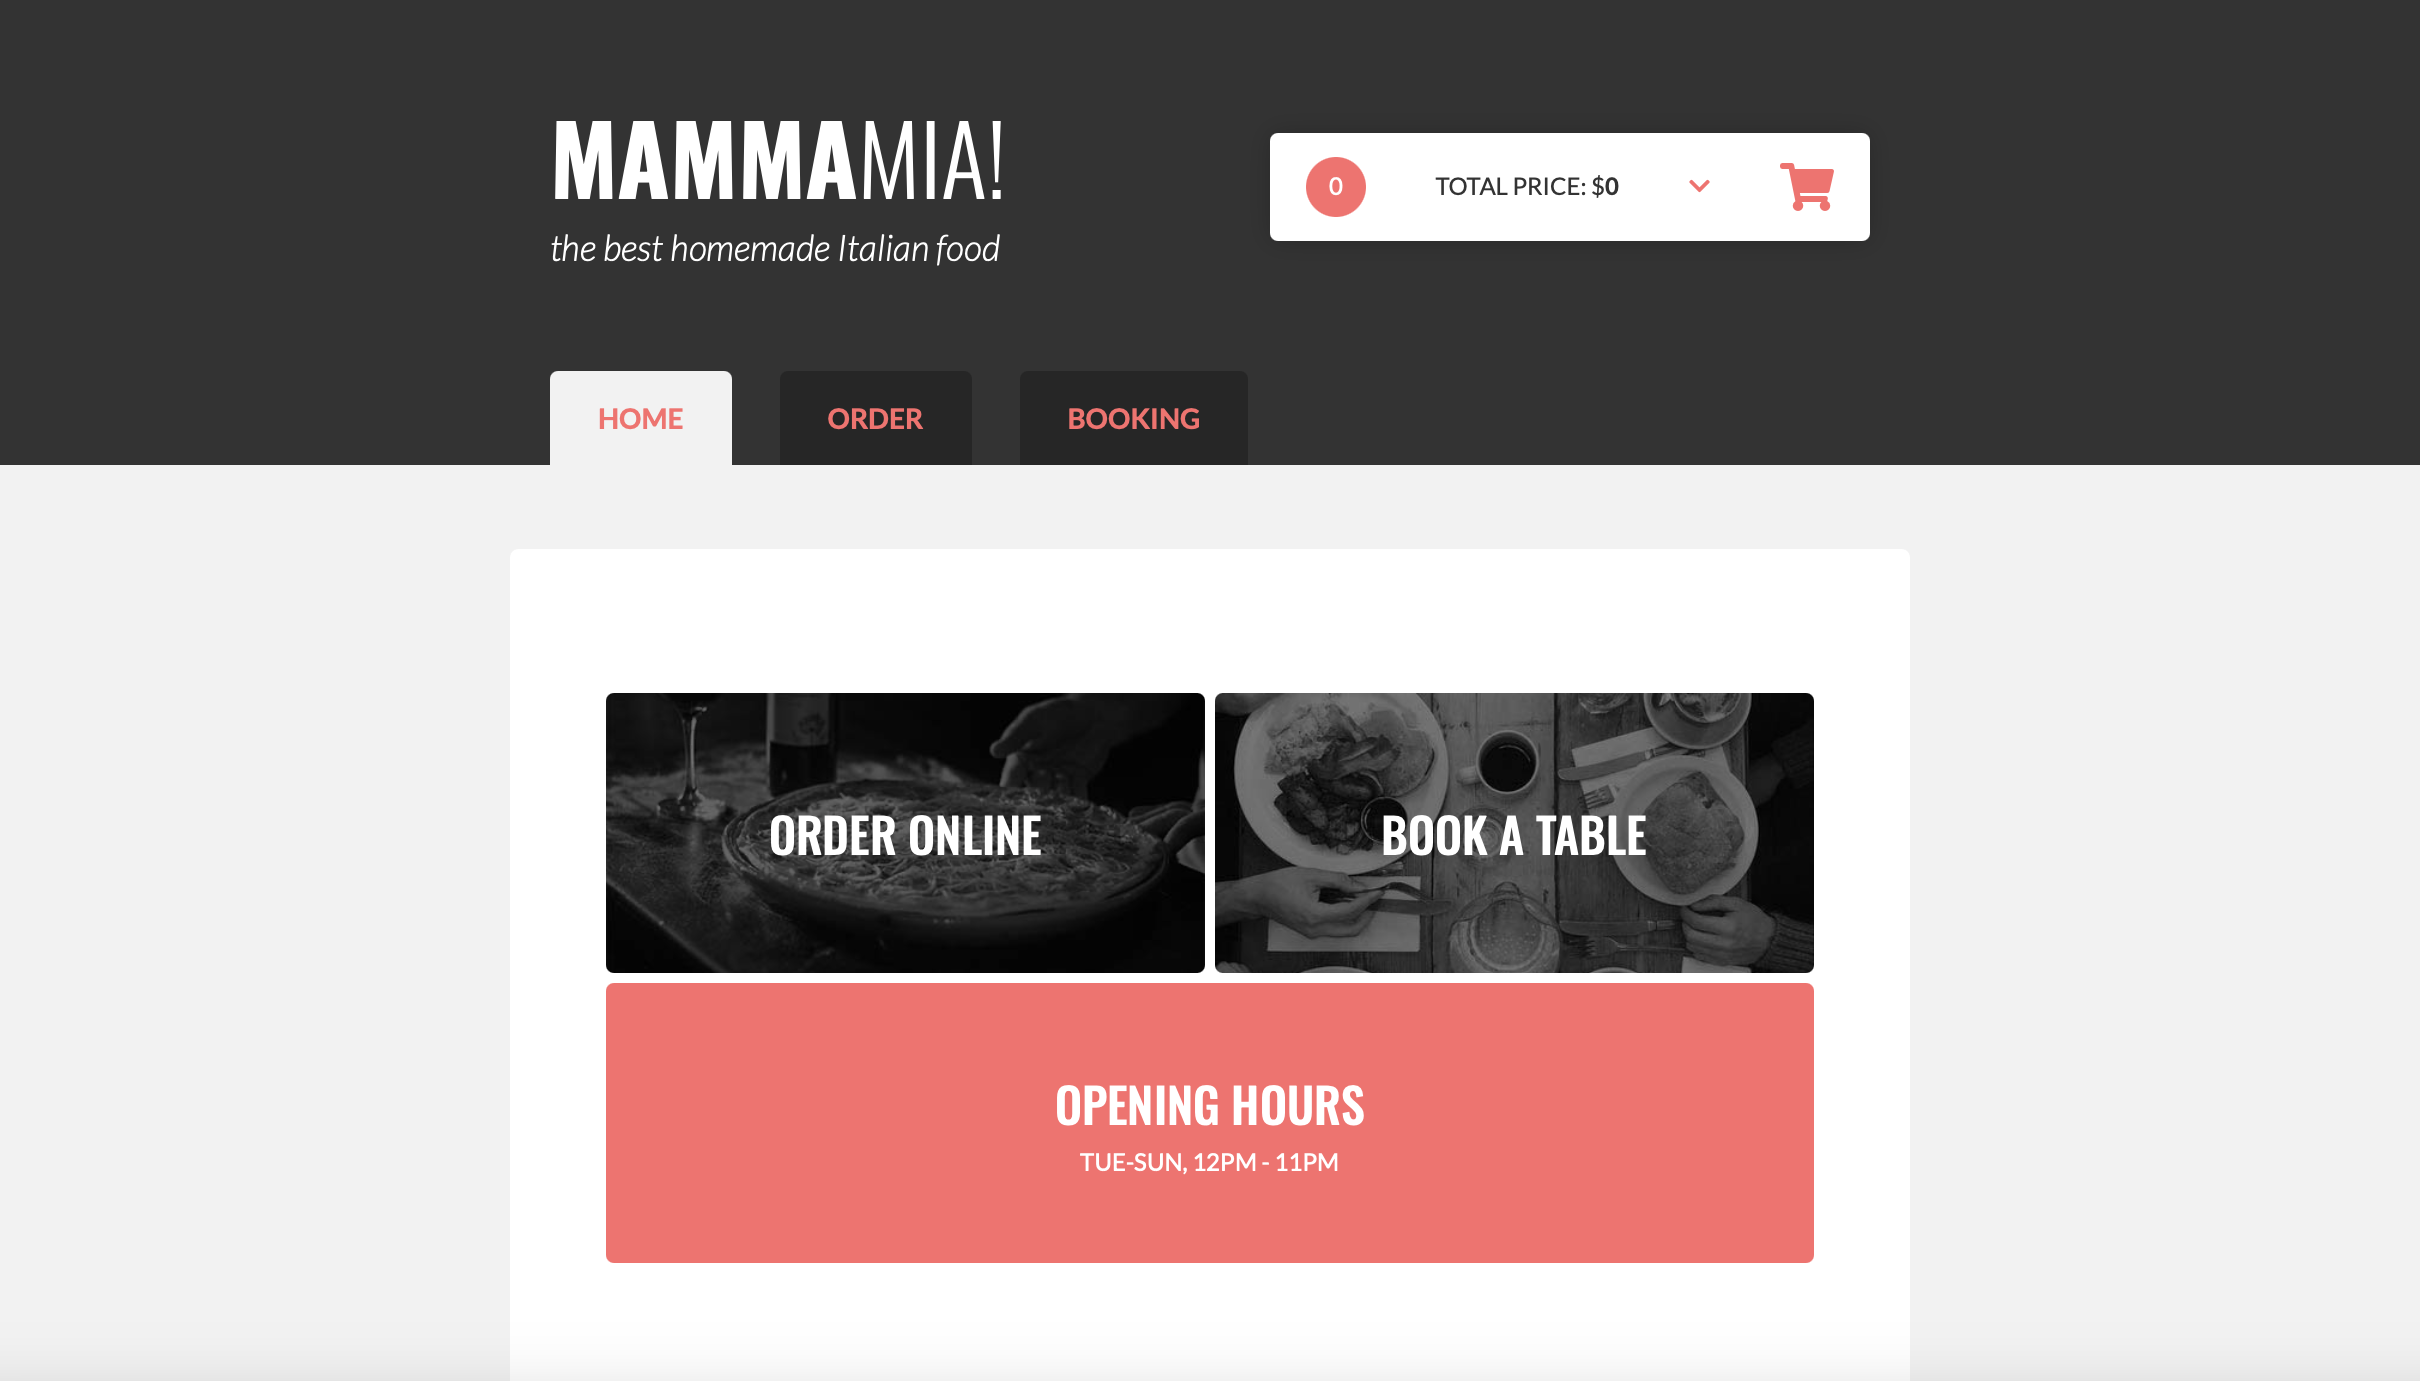 MAMMAMIA!
the best homemade Italian food
0
TOTAL PRICE: $0
HOME
ORDER
BOOKING
ORDER ONLINE
BOOK A TABLE
OPENING HOURS
TUE-SUN, 12PM - 11PM